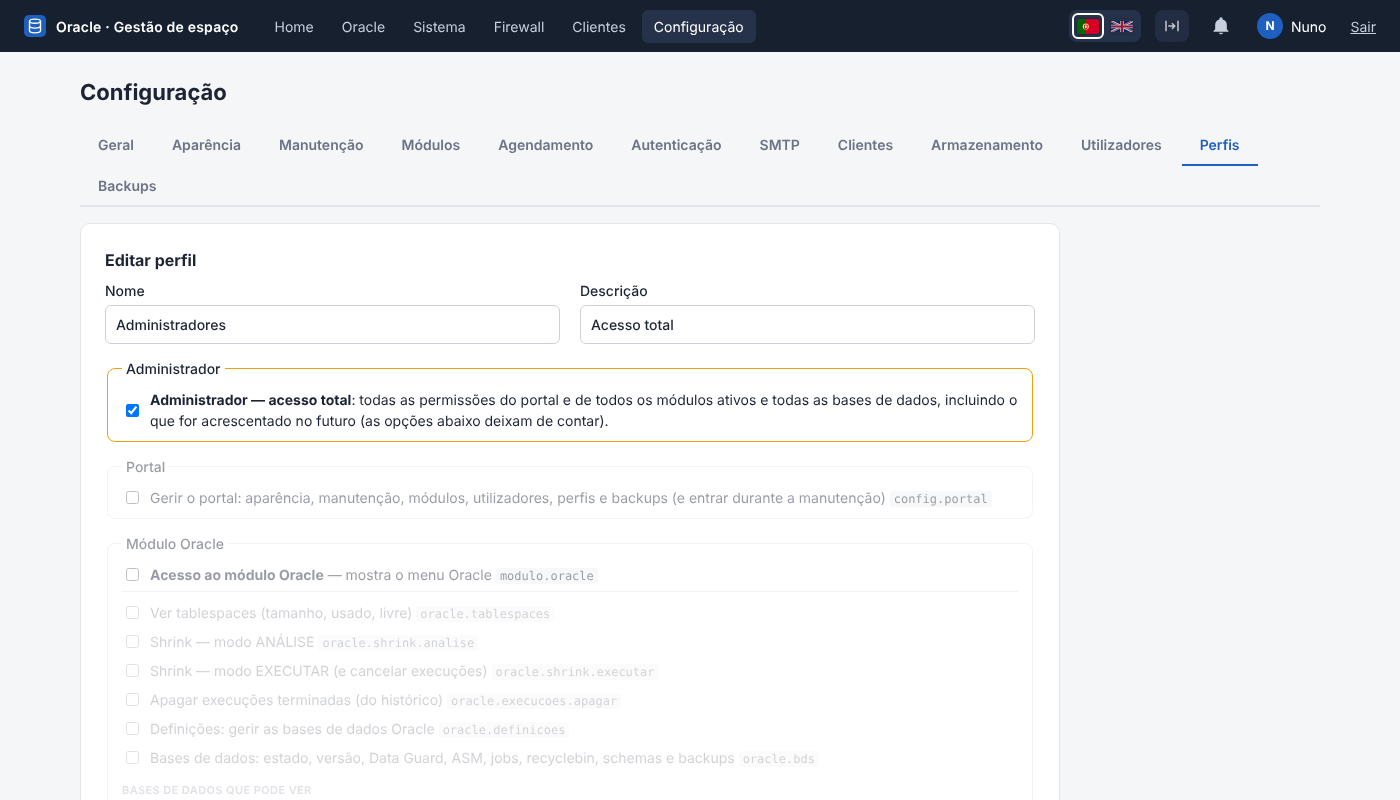 Oracle · Gestão de espaço Home Oracle Sistema Firewall Clientes Configuração N Nuno Sair
Configuração
Geral Aparência Manutenção Módulos Agendamento Autenticação SMTP Clientes Armazenamento Utilizadores Perfis
Backups
Editar perfil
Nome Descrição
Administradores Acesso total
Administrador
Administrador — acesso total: todas as permissões do portal e de todos os módulos ativos e todas as bases de dados, incluindo o
que for acrescentado no futuro (as opções abaixo deixam de contar).
Portal
Gerir o portal: aparência, manutenção, módulos, utilizadores, perfis e backups (e entrar durante a manutenção) config.portal
Módulo Oracle
Acesso ao módulo Oracle — mostra o menu Oracle modulo.oracle
Ver tablespaces (tamanho, usado, livre) oracle.tablespaces
Shrink — modo ANÁLISE oracle.shrink.analise
Shrink — modo EXECUTAR (e cancelar execuções) oracle.shrink.executar
Apagar execuções terminadas (do histórico) oracle.execucoes.apagar
Definições: gerir as bases de dados Oracle oracle.definicoes
Bases de dados: estado, versão, Data Guard, ASM, jobs, recyclebin, schemas e backups oracle.bds
BASES DE DADOS QUE PODE VER